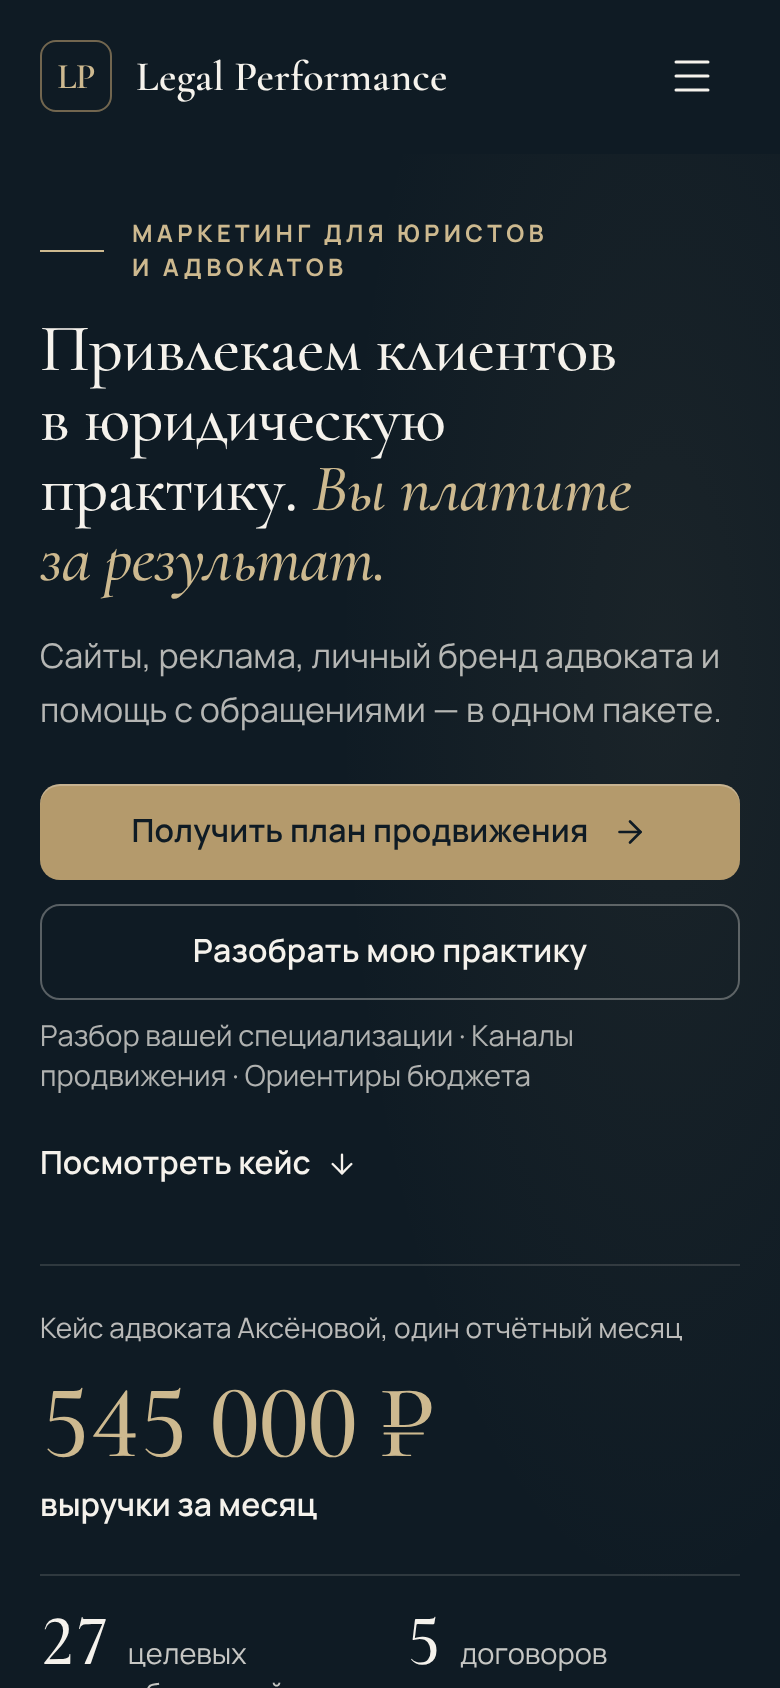 LP
Legal Performance
МАРКЕТИНГ ДЛЯ ЮРИСТОВ
И АДВОКАТОВ
Привлекаем клиентов
в юридическую
практику. Вы платите
за результат.
Сайты, реклама, личный бренд адвоката и
помощь с обращениями — в одном пакете.
Получить план продвижения →
Разобрать мою практику
Разбор вашей специализации · Каналы
продвижения · Ориентиры бюджета
Посмотреть кейс ↓
Кейс адвоката Аксёновой, один отчётный месяц
545 000 ₽
выручки за месяц
27 целевых
5 договоров